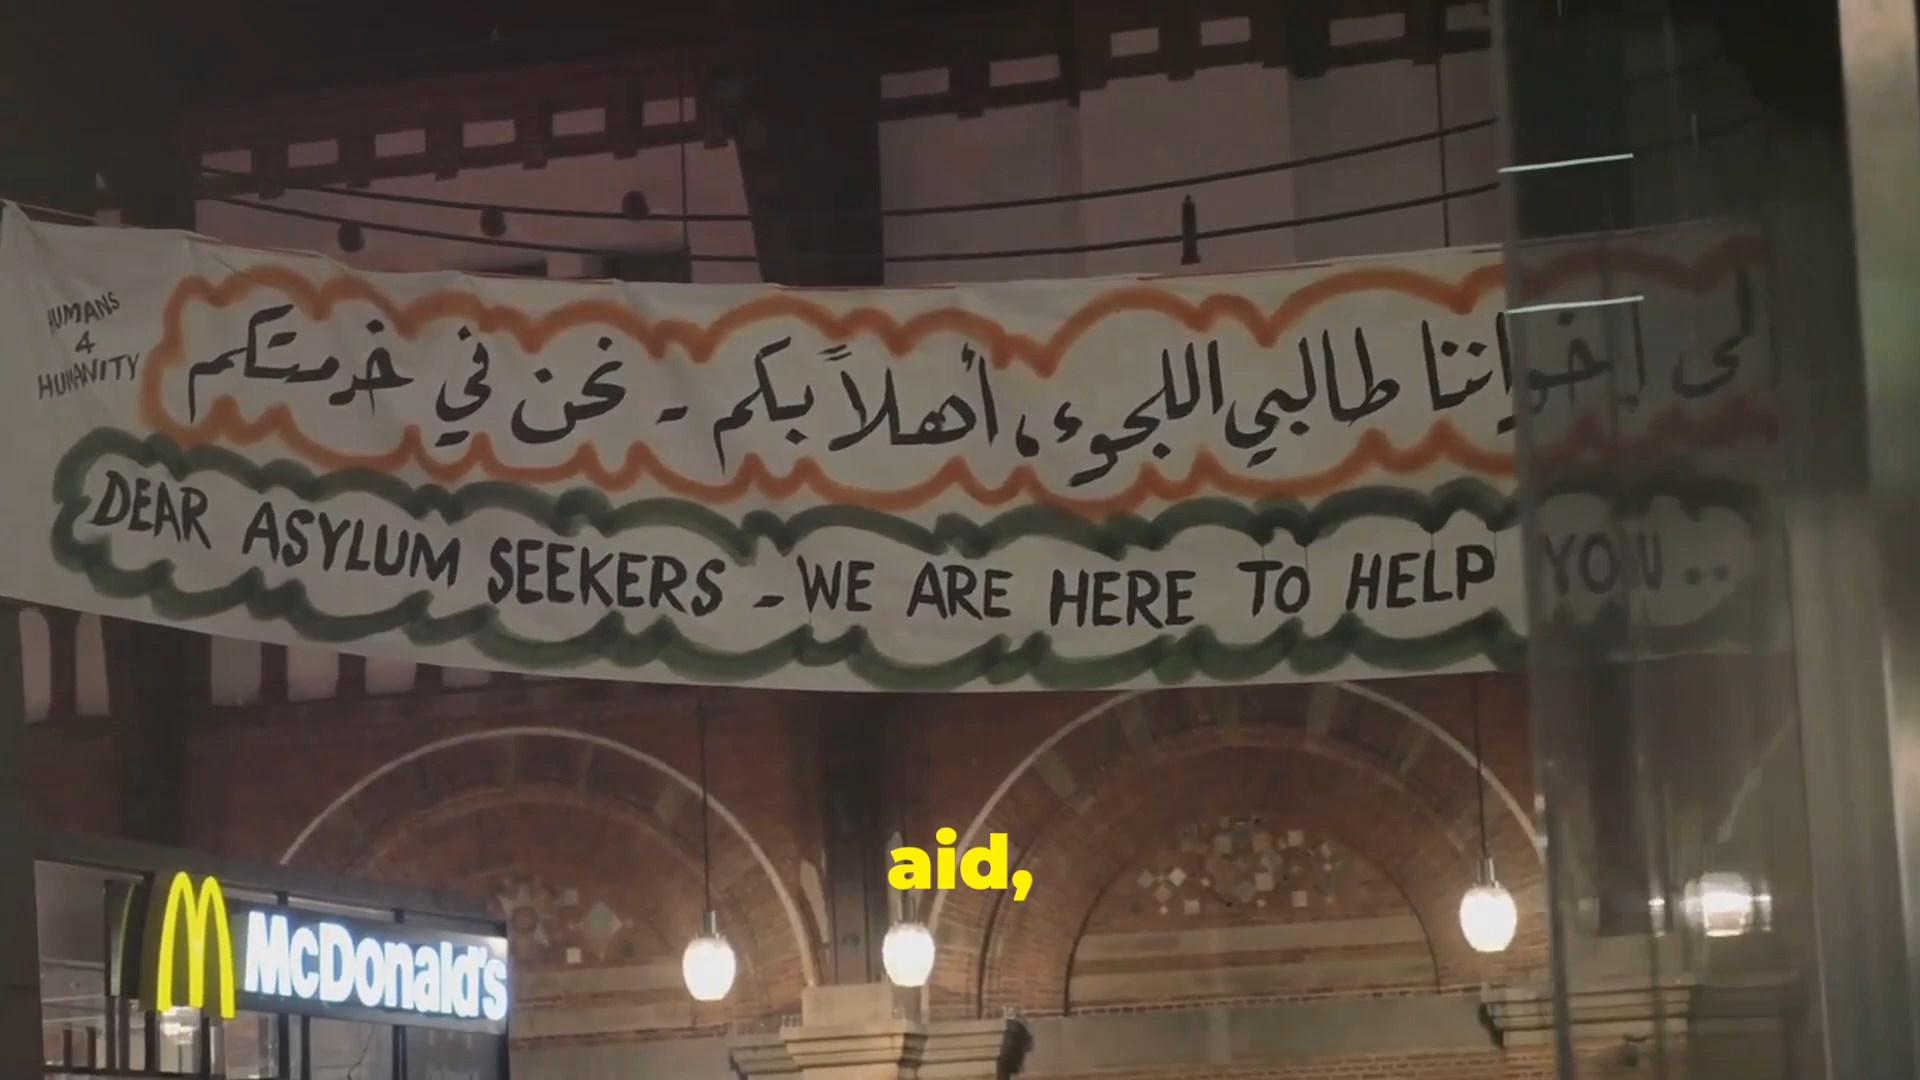 HUMANS
4
HUMANITY
لى إخواننا طالبي اللجوء، أهلاً بكم - نحن في خدمتكم
DEAR ASYLUM SEEKERS - WE ARE HERE TO HELP YOU..
aid,
McDonald's